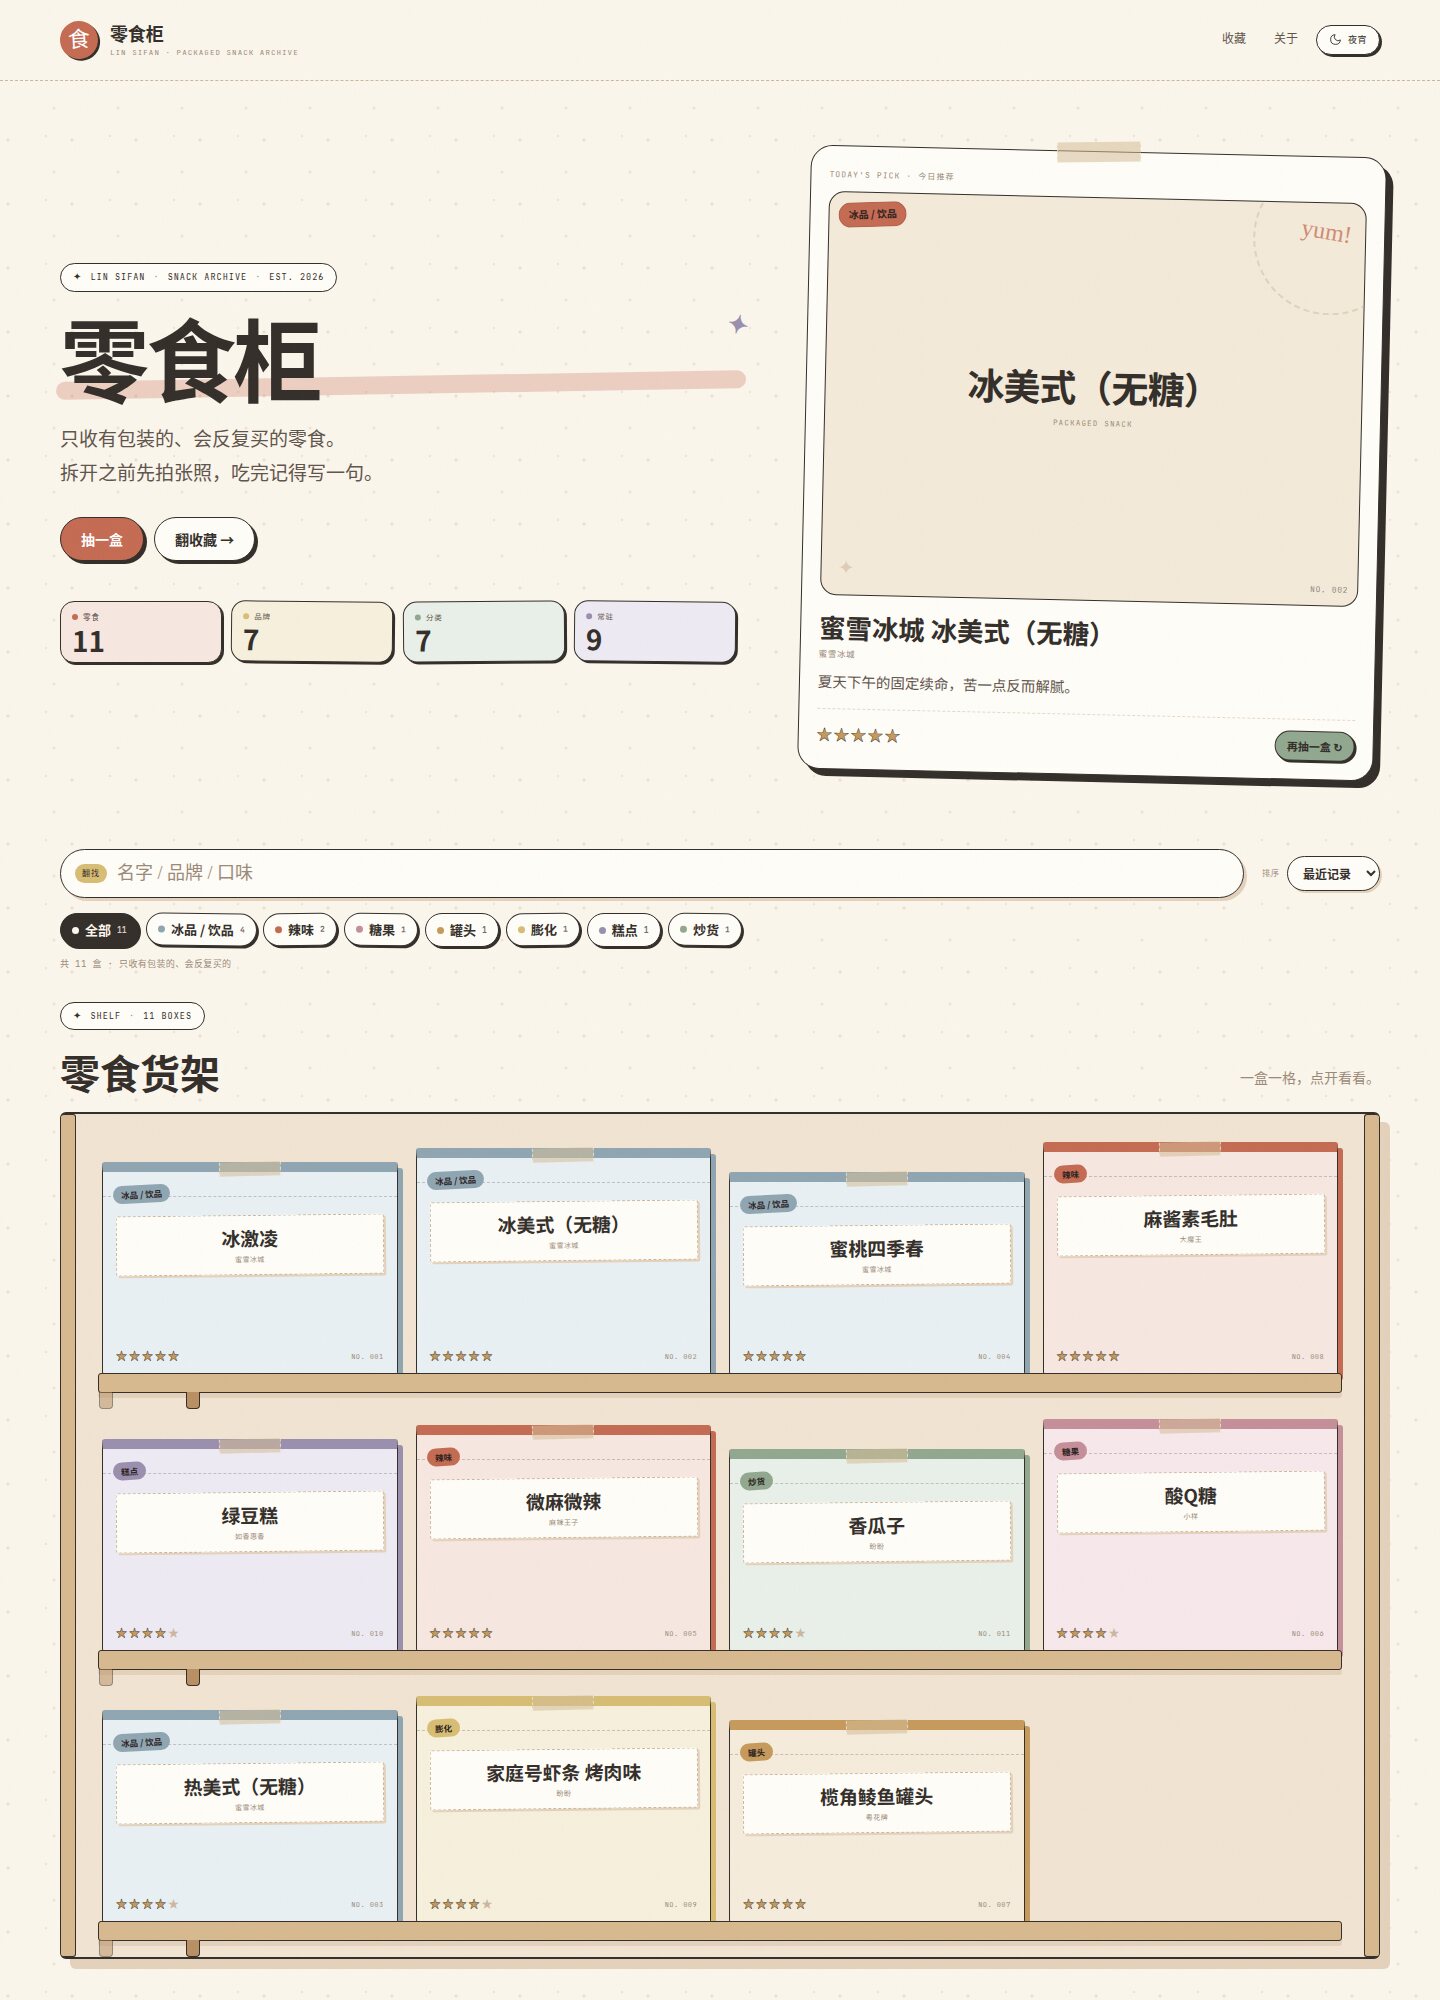 食
零食柜
LIN SIFAN · PACKAGED SNACK ARCHIVE
收藏
关于
夜宵
✦ LIN SIFAN · SNACK ARCHIVE · EST. 2026
零食柜
只收有包装的、会反复买的零食。
拆开之前先拍张照，吃完记得写一句。
抽一盒
翻收藏 →
零食
11
品牌
7
分类
7
常驻
9
TODAY'S PICK · 今日推荐
冰品 / 饮品
yum!
冰美式（无糖）
PACKAGED SNACK
NO. 002
蜜雪冰城 冰美式（无糖）
蜜雪冰城
夏天下午的固定续命，苦一点反而解腻。
★★★★★
再抽一盒 ↻
翻找
名字 / 品牌 / 口味
排序
最近记录
全部 11
冰品 / 饮品 4
辣味 2
糖果 1
罐头 1
膨化 1
糕点 1
炒货 1
共 11 盒 · 只收有包装的、会反复买的
✦ SHELF · 11 BOXES
零食货架
一盒一格，点开看看。
冰品 / 饮品
冰激凌
蜜雪冰城
★★★★★
NO. 001
冰品 / 饮品
冰美式（无糖）
蜜雪冰城
★★★★★
NO. 002
冰品 / 饮品
蜜桃四季春
蜜雪冰城
★★★★★
NO. 004
辣味
麻酱素毛肚
大魔王
★★★★★
NO. 008
糕点
绿豆糕
如香惠香
★★★★★
NO. 010
辣味
微麻微辣
麻辣王子
★★★★★
NO. 005
炒货
香瓜子
盼盼
★★★★★
NO. 011
糖果
酸Q糖
小样
★★★★★
NO. 006
冰品 / 饮品
热美式（无糖）
蜜雪冰城
★★★★★
NO. 003
膨化
家庭号虾条 烤肉味
盼盼
★★★★★
NO. 009
罐头
榄角鲮鱼罐头
粤花牌
★★★★★
NO. 007